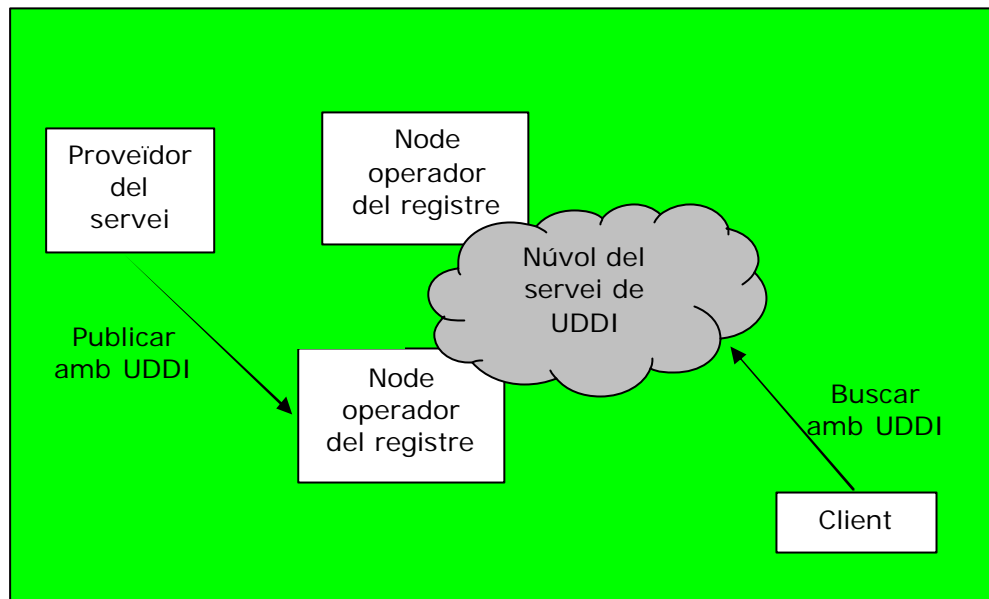 Proveïdor
del
servei
Node
operador
del registre
Núvol del
servei de
UDDI
Publicar
amb UDDI
Node
operador
del registre
Buscar
amb UDDI
Client